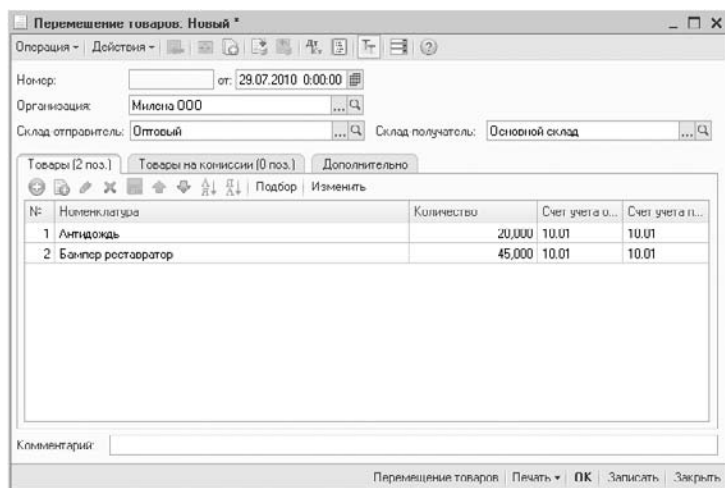 Перемещение товаров. Новый *
Операция Действия
Номер: от: 29.07.2010 0:00:00
Организация: Милена ООО ...
Склад отправитель: Оптовый ... Склад получатель: Основной склад ...
Товары (2 поз.) Товары на комиссии (0 поз.) Дополнительно
Подбор Изменить
№ Номенклатура Количество Счет учета о... Счет учета п...
1 Антидождь 20,000 10.01 10.01
2 Бампер реставратор 45,000 10.01 10.01
Комментарий:
Перемещение товаров Печать OK Записать Закрыть